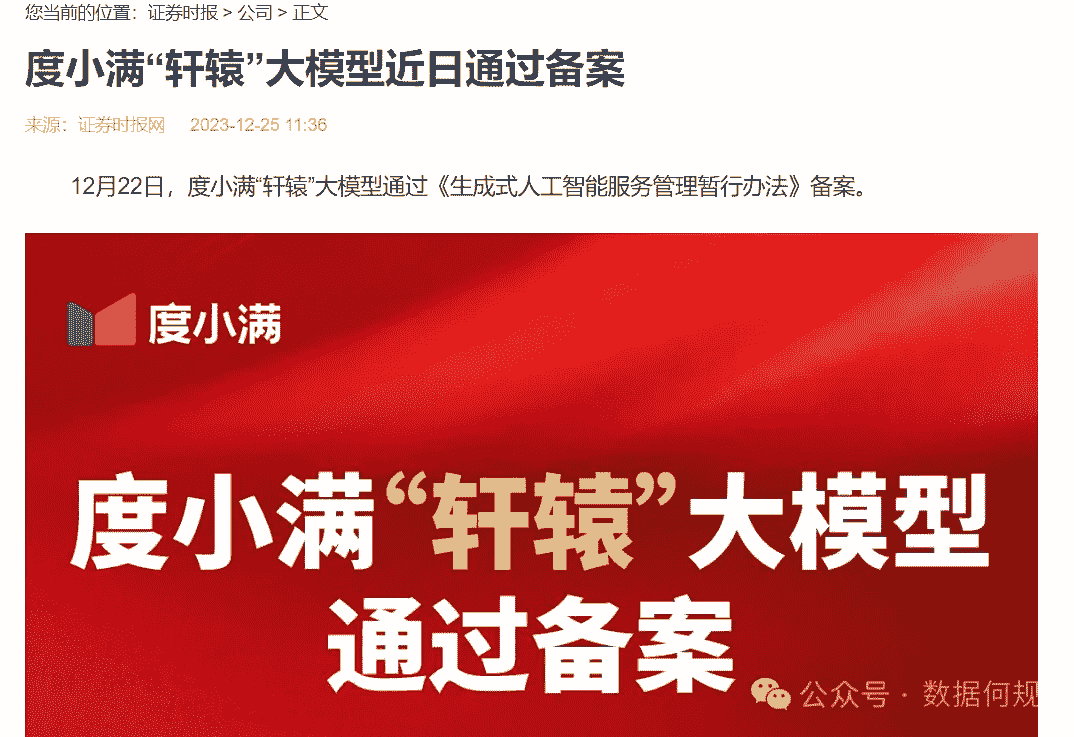 您当前的位置：证券时报 > 公司 > 正文
度小满“轩辕”大模型近日通过备案
来源：证券时报网 2023-12-25 11:36
12月22日，度小满“轩辕”大模型通过《生成式人工智能服务管理暂行办法》备案。
度小满
度小满“轩辕”大模型
通过备案
公众号 · 数据何规